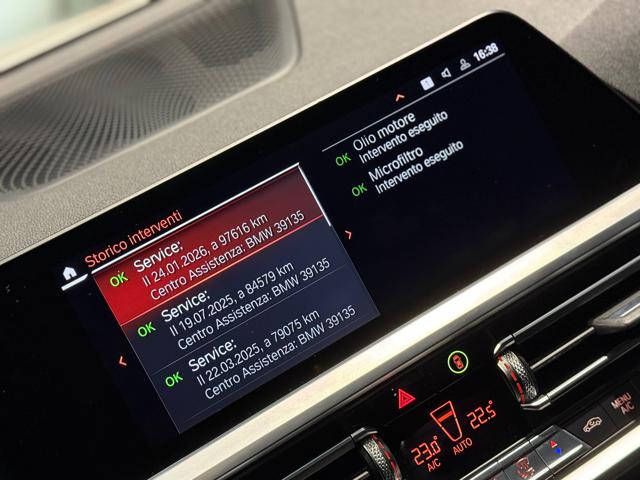 16:38
Storico interventi
OK Service:
Il 24.01.2026, a 97616 km
Centro Assistenza: BMW 39135
OK Service:
Il 19.07.2025, a 84579 km
Centro Assistenza: BMW 39135
OK Service:
Il 22.03.2025, a 79075 km
Centro Assistenza: BMW 39135
OK Olio motore
Intervento eseguito
OK Microfiltro
Intervento eseguito
23.0°
A/C
AUTO
22.5°
MENU
A/C